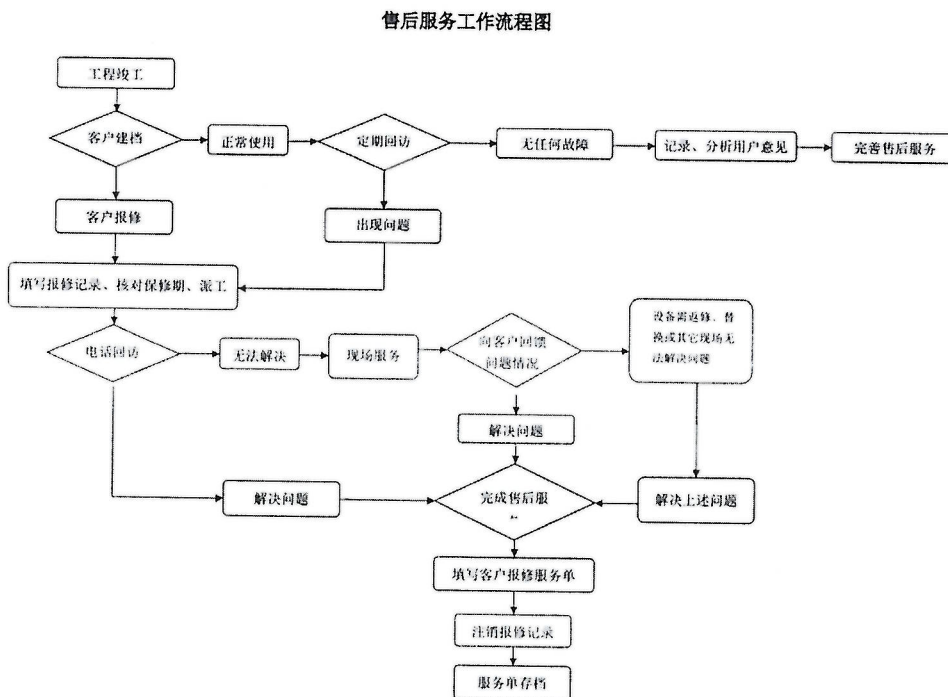 售后服务工作流程图
工程竣工
客户建档
正常使用
定期回访
无任何故障
记录、分析用户意见
完善售后服务
客户报修
出现问题
填写报修记录、核对保修期、派工
电话回访
无法解决
现场服务
向客户回馈
问题情况
设备需返修、替
换或其它现场无
法解决问题
解决问题
解决问题
完成售后服
解决上述问题
填写客户报修服务单
注销报修记录
服务单存档